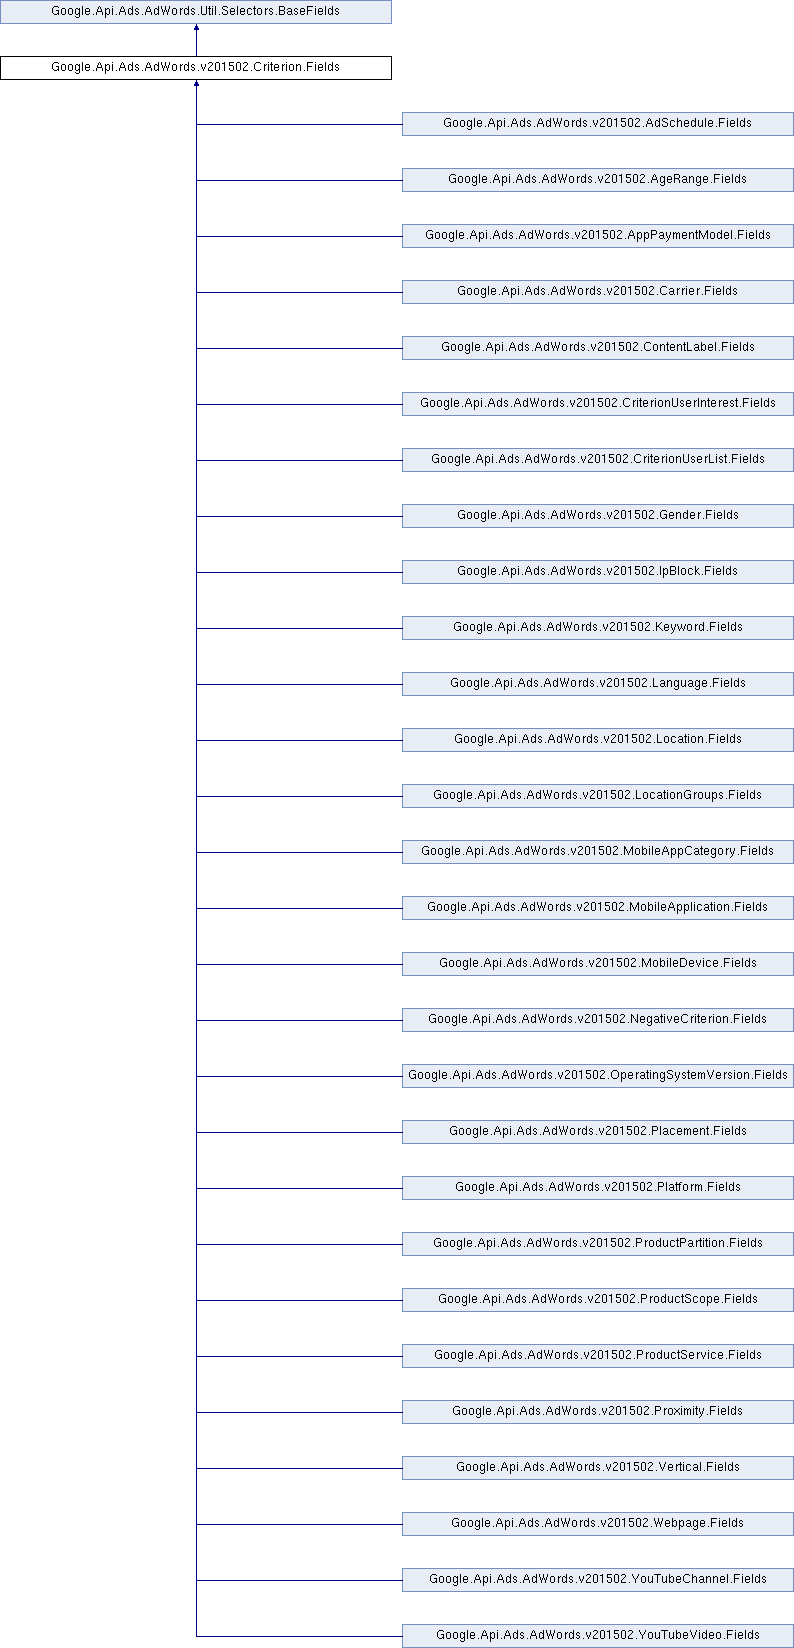 Google.Api.Ads.AdWords.Util.Selectors.BaseFields
Google.Api.Ads.AdWords.v201502.Criterion.Fields
Google.Api.Ads.AdWords.v201502.AdSchedule.Fields
Google.Api.Ads.AdWords.v201502.AgeRange.Fields
Google.Api.Ads.AdWords.v201502.AppPaymentModel.Fields
Google.Api.Ads.AdWords.v201502.Carrier.Fields
Google.Api.Ads.AdWords.v201502.ContentLabel.Fields
Google.Api.Ads.AdWords.v201502.CriterionUserInterest.Fields
Google.Api.Ads.AdWords.v201502.CriterionUserList.Fields
Google.Api.Ads.AdWords.v201502.Gender.Fields
Google.Api.Ads.AdWords.v201502.IpBlock.Fields
Google.Api.Ads.AdWords.v201502.Keyword.Fields
Google.Api.Ads.AdWords.v201502.Language.Fields
Google.Api.Ads.AdWords.v201502.Location.Fields
Google.Api.Ads.AdWords.v201502.LocationGroups.Fields
Google.Api.Ads.AdWords.v201502.MobileAppCategory.Fields
Google.Api.Ads.AdWords.v201502.MobileApplication.Fields
Google.Api.Ads.AdWords.v201502.MobileDevice.Fields
Google.Api.Ads.AdWords.v201502.NegativeCriterion.Fields
Google.Api.Ads.AdWords.v201502.OperatingSystemVersion.Fields
Google.Api.Ads.AdWords.v201502.Placement.Fields
Google.Api.Ads.AdWords.v201502.Platform.Fields
Google.Api.Ads.AdWords.v201502.ProductPartition.Fields
Google.Api.Ads.AdWords.v201502.ProductScope.Fields
Google.Api.Ads.AdWords.v201502.ProductService.Fields
Google.Api.Ads.AdWords.v201502.Proximity.Fields
Google.Api.Ads.AdWords.v201502.Vertical.Fields
Google.Api.Ads.AdWords.v201502.Webpage.Fields
Google.Api.Ads.AdWords.v201502.YouTubeChannel.Fields
Google.Api.Ads.AdWords.v201502.YouTubeVideo.Fields